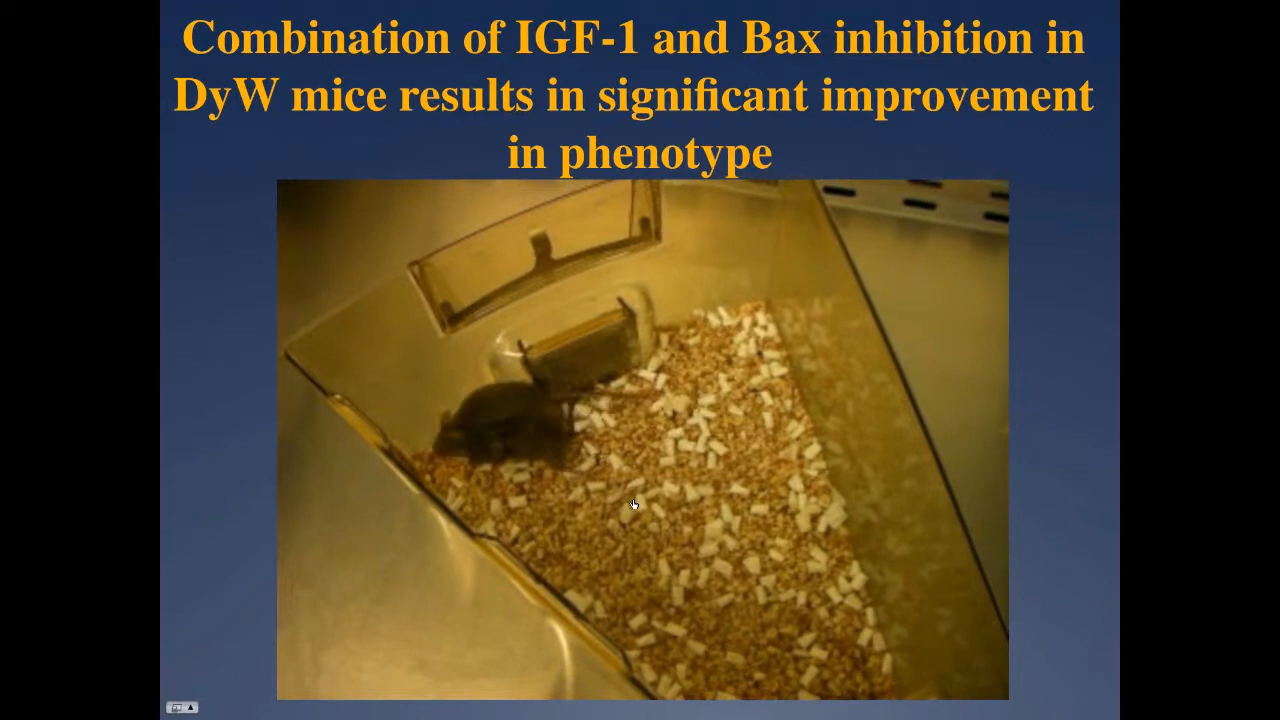 Combination of IGF-1 and Bax inhibition in
DyW mice results in significant improvement
in phenotype